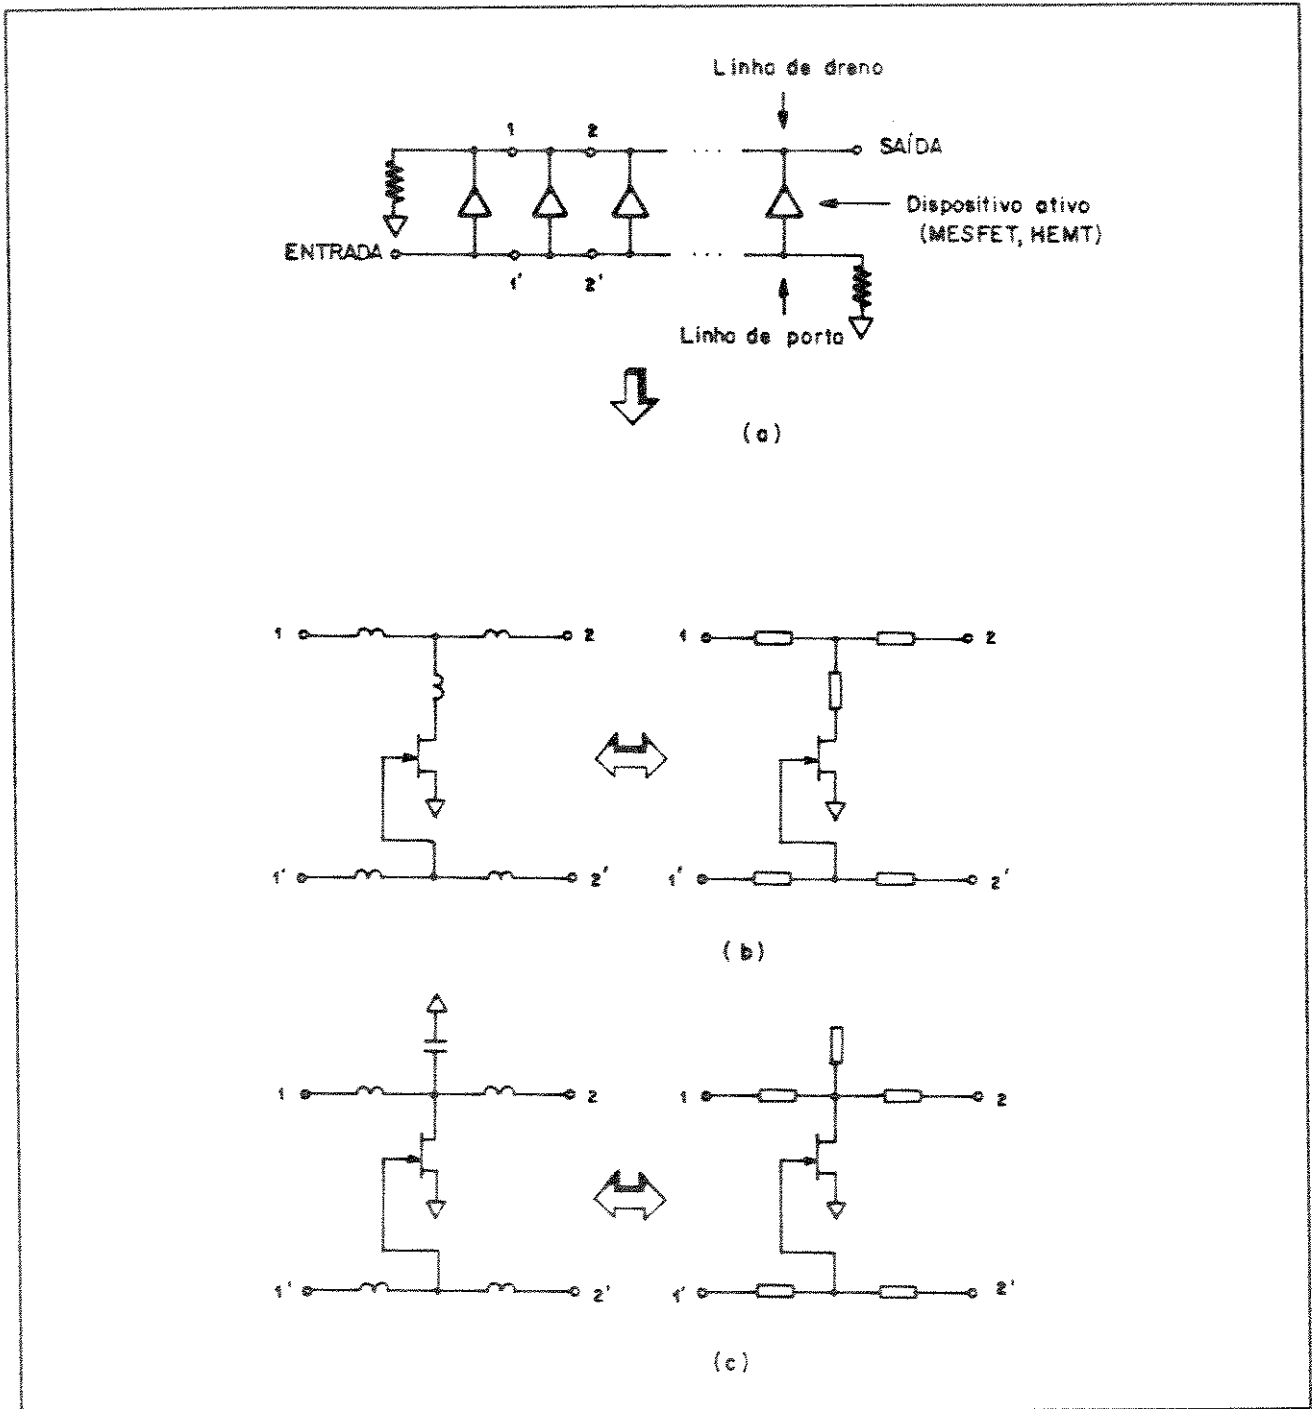 Linha de dreno
1 2
SAÍDA
Dispositivo ativo
(MESFET, HEMT)
ENTRADA
1' 2'
Linha de porta
(a)
1 2 1 2
1' 2' 1' 2'
(b)
1 2 1 2
1' 2' 1' 2'
(c)